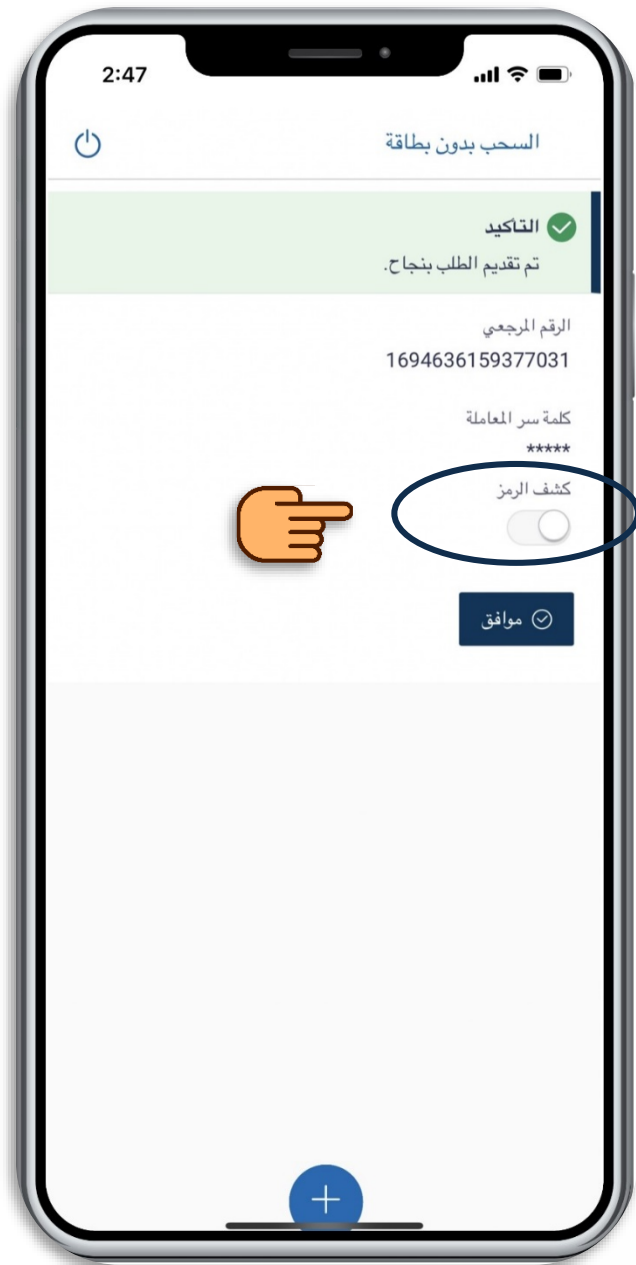 2:47
السحب بدون بطاقة
التأكيد
تم تقديم الطلب بنجاح.
الرقم المرجعي
1694636159377031
كلمة سر المعاملة
*****
كشف الرمز
موافق